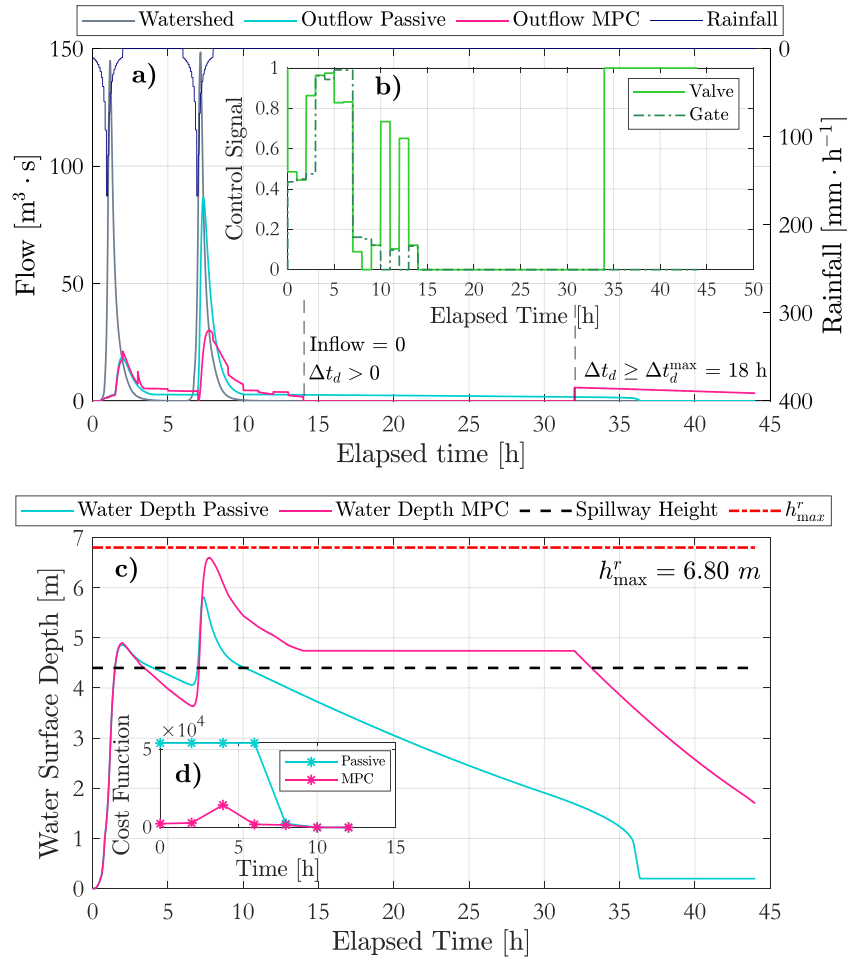 Watershed Outflow Passive Outflow MPC Rainfall
a)
Flow [m³ · s]
150
100
50
0
0 5 10 15 20 25 30 35 40 45
Elapsed time [h]
0
100
200
300
400
Rainfall [mm · h⁻¹]
b)
Control Signal
1
0.8
0.6
0.4
0.2
0
0 5 10 15 20 25 30 35 40 45 50
Elapsed Time [h]
Valve
Gate
Inflow = 0
Δt_d > 0
Δt_d ≥ Δt_d^max = 18 h
Water Depth Passive Water Depth MPC Spillway Height h^r_max
c)
h^r_max = 6.80 m
Water Surface Depth [m]
7
6
5
4
3
2
1
0
0 5 10 15 20 25 30 35 40 45
Elapsed Time [h]
×10⁴
d)
Cost Function
5
0
0 5 10 15
Time [h]
Passive
MPC